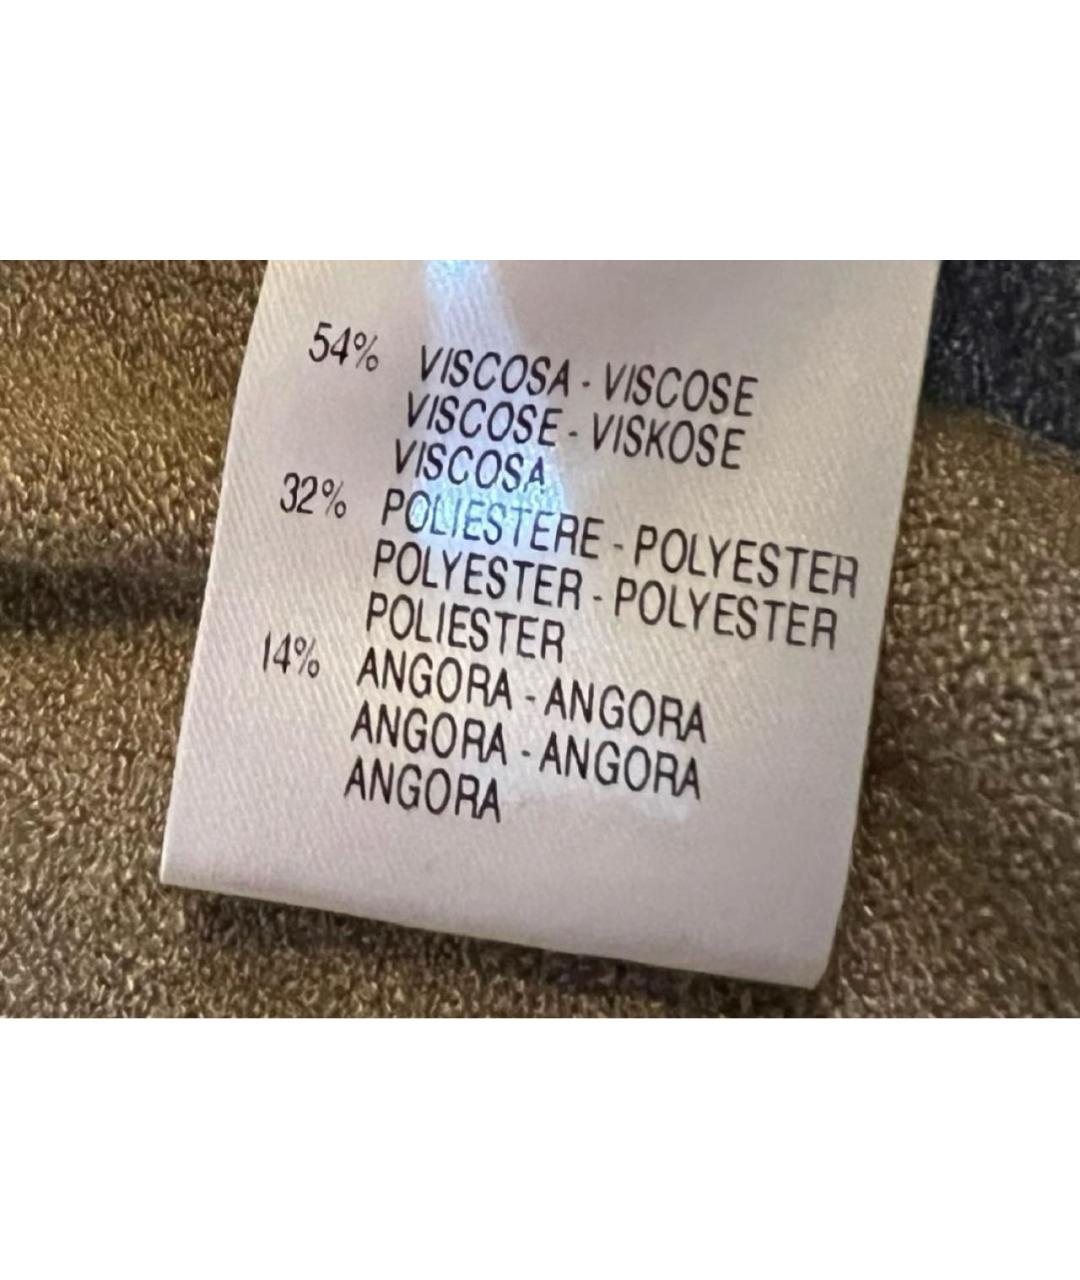 54% VISCOSA - VISCOSE
VISCOSE - VISKOSE
VISCOSA
32% POLIESTERE - POLYESTER
POLYESTER - POLYESTER
POLIESTER
14% ANGORA - ANGORA
ANGORA - ANGORA
ANGORA